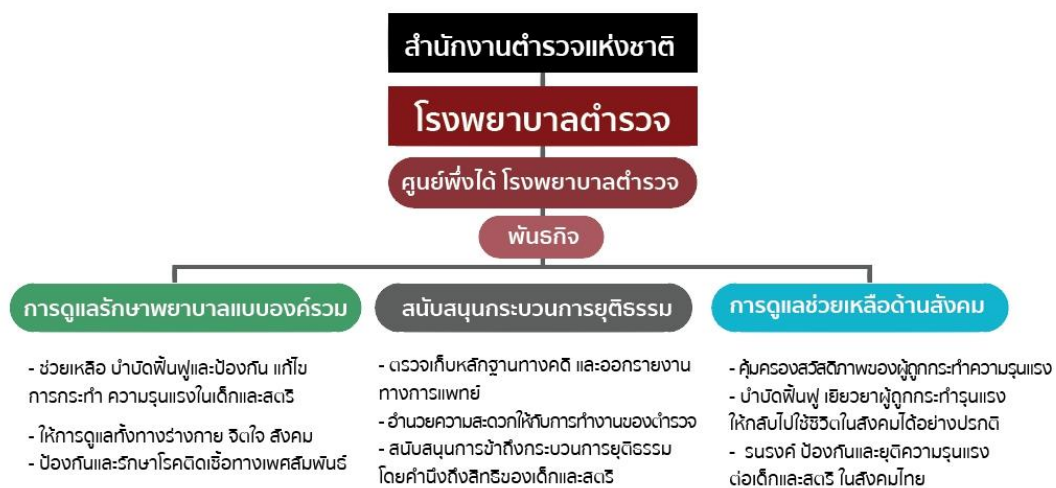 สำนักงานตำรวจแห่งชาติ
โรงพยาบาลตำรวจ
ศูนย์พึ่งได้ โรงพยาบาลตำรวจ
พันธกิจ
การดูแลรักษาพยาบาลแบบองค์รวม
- ช่วยเหลือ บำบัดฟื้นฟูและป้องกัน แก้ไข
การกระทำ ความรุนแรงในเด็กและสตรี
- ให้การดูแลทั้งทางร่างกาย จิตใจ สังคม
- ป้องกันและรักษาโรคติดเชื้อทางเพศสัมพันธ์
สนับสนุนกระบวนการยุติธรรม
- ตรวจเก็บหลักฐานทางคดี และออกรายงาน
ทางการแพทย์
-อำนวยความสะดวกให้กับการทำงานของตำรวจ
- สนับสนุนการข้าถึงกระบวนการยุติธรรม
โดยคำนึงถึงสิทธิของเด็กและสตรี
การดูแลช่วยเหลือด้านสังคม
-คุ้มครองสวัสดิภาพของผู้ถูกกระทำความรุนแรง
- บำบัดฟื้นฟู เยียวยาผู้ถูกกระทำรุนแรง
ให้กลับไปใช้ชีวิตในสังคมได้อย่างปรกติ
- รนรงค์ ป้องกันและยุติความรุนแรง
ต่อเด็กและสตรี ในสังคมไทย